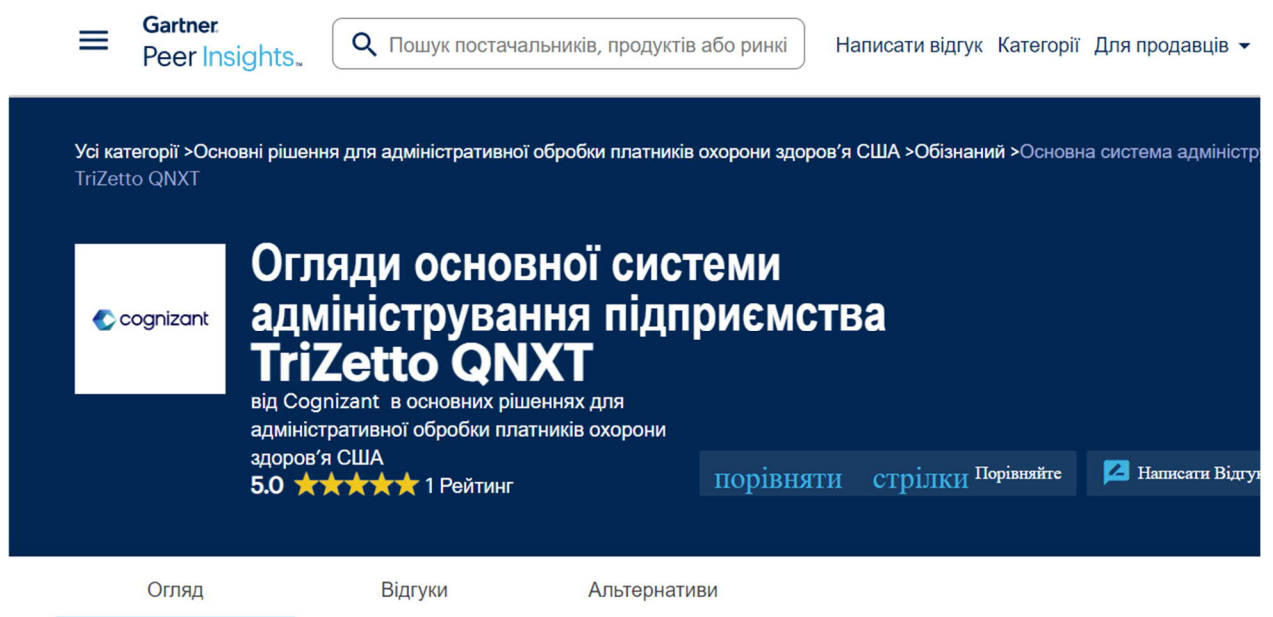 Gartner
Peer Insights™
Пошук постачальників, продуктів або ринкі
Написати відгук Категорії Для продавців
Усі категорії >Основні рішення для адміністративної обробки платників охорони здоров’я США >Обізнаний >Основна система адмініст
TriZetto QNXT
cognizant
Огляди основної системи
адміністрування підприємства
TriZetto QNXT
від Cognizant в основних рішеннях для
адміністративної обробки платників охорони
здоров’я США
5.0 1 Рейтинг
порівняти стрілки Порівняйте
Написати Відгук
Огляд Відгуки Альтернативи